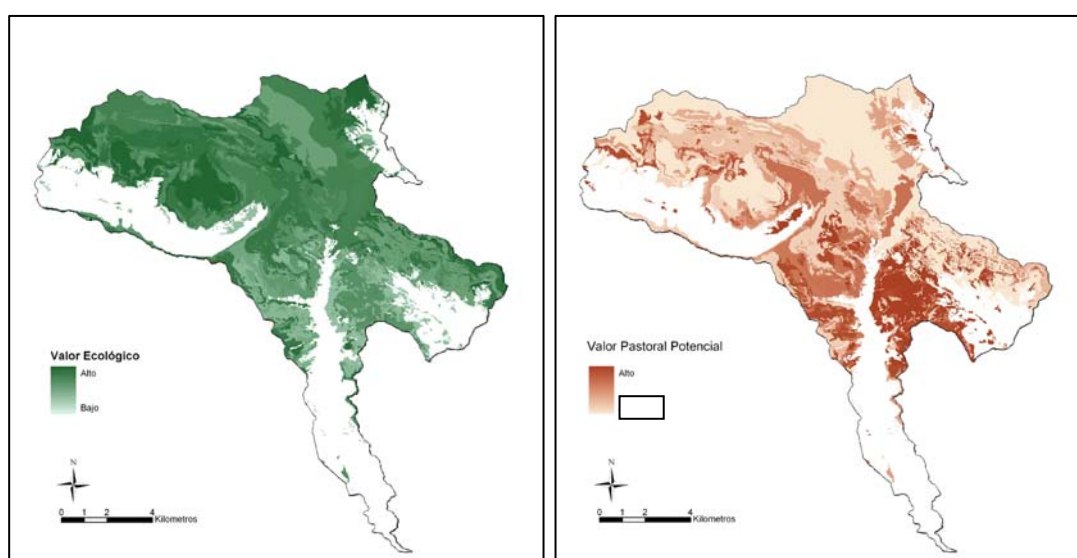 Valor Ecológico
Alto
Bajo
N
0 1 2 4
Kilometros
Valor Pastoral Potencial
Alto
N
0 1 2 4
Kilometros